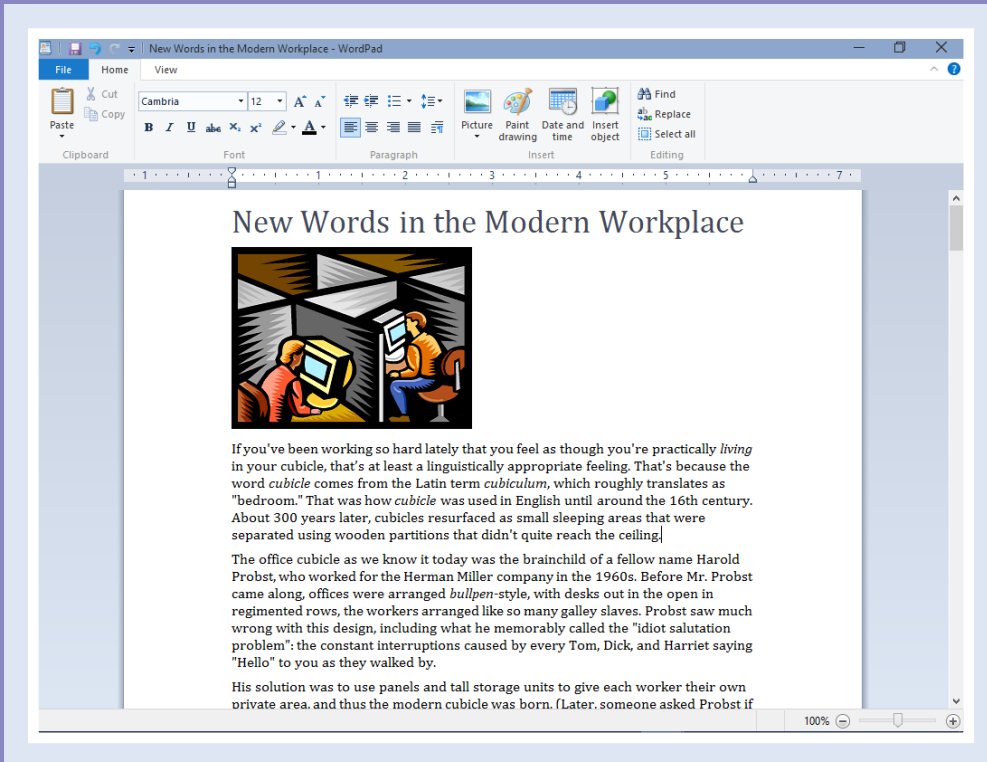 New Words in the Modern Workplace - WordPad
File Home View
Paste
Cut
Copy
Clipboard
Cambria 12
B I U abc X₂ X² A
Font
Paragraph
Picture
Paint drawing
Date and time
Insert object
Insert
Find
Replace
Select all
Editing
1 1 2 3 4 5 7
New Words in the Modern Workplace
If you've been working so hard lately that you feel as though you're practically living
in your cubicle, that's at least a linguistically appropriate feeling. That's because the
word cubicle comes from the Latin term cubiculum, which roughly translates as
"bedroom." That was how cubicle was used in English until around the 16th century.
About 300 years later, cubicles resurfaced as small sleeping areas that were
separated using wooden partitions that didn't quite reach the ceiling.
The office cubicle as we know it today was the brainchild of a fellow name Harold
Probst, who worked for the Herman Miller company in the 1960s. Before Mr. Probst
came along, offices were arranged bullpen-style, with desks out in the open in
regimented rows, the workers arranged like so many galley slaves. Probst saw much
wrong with this design, including what he memorably called the "idiot salutation
problem": the constant interruptions caused by every Tom, Dick, and Harriet saying
"Hello" to you as they walked by.
His solution was to use panels and tall storage units to give each worker their own
private area, and thus the modern cubicle was born. (Later, someone asked Probst if
100%